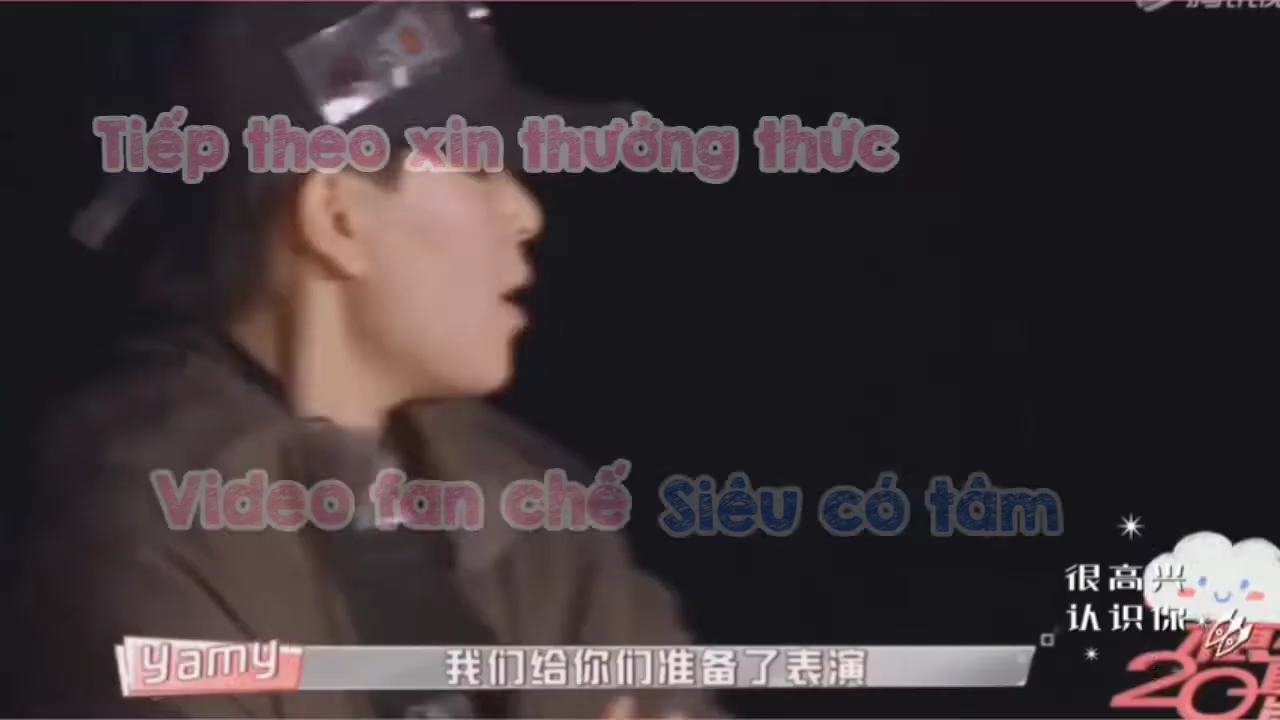 Tiếp theo xin thưởng thức
Video fan chế Siêu có tâm
很高兴
认识你
yamy 我们给你们准备了表演
20